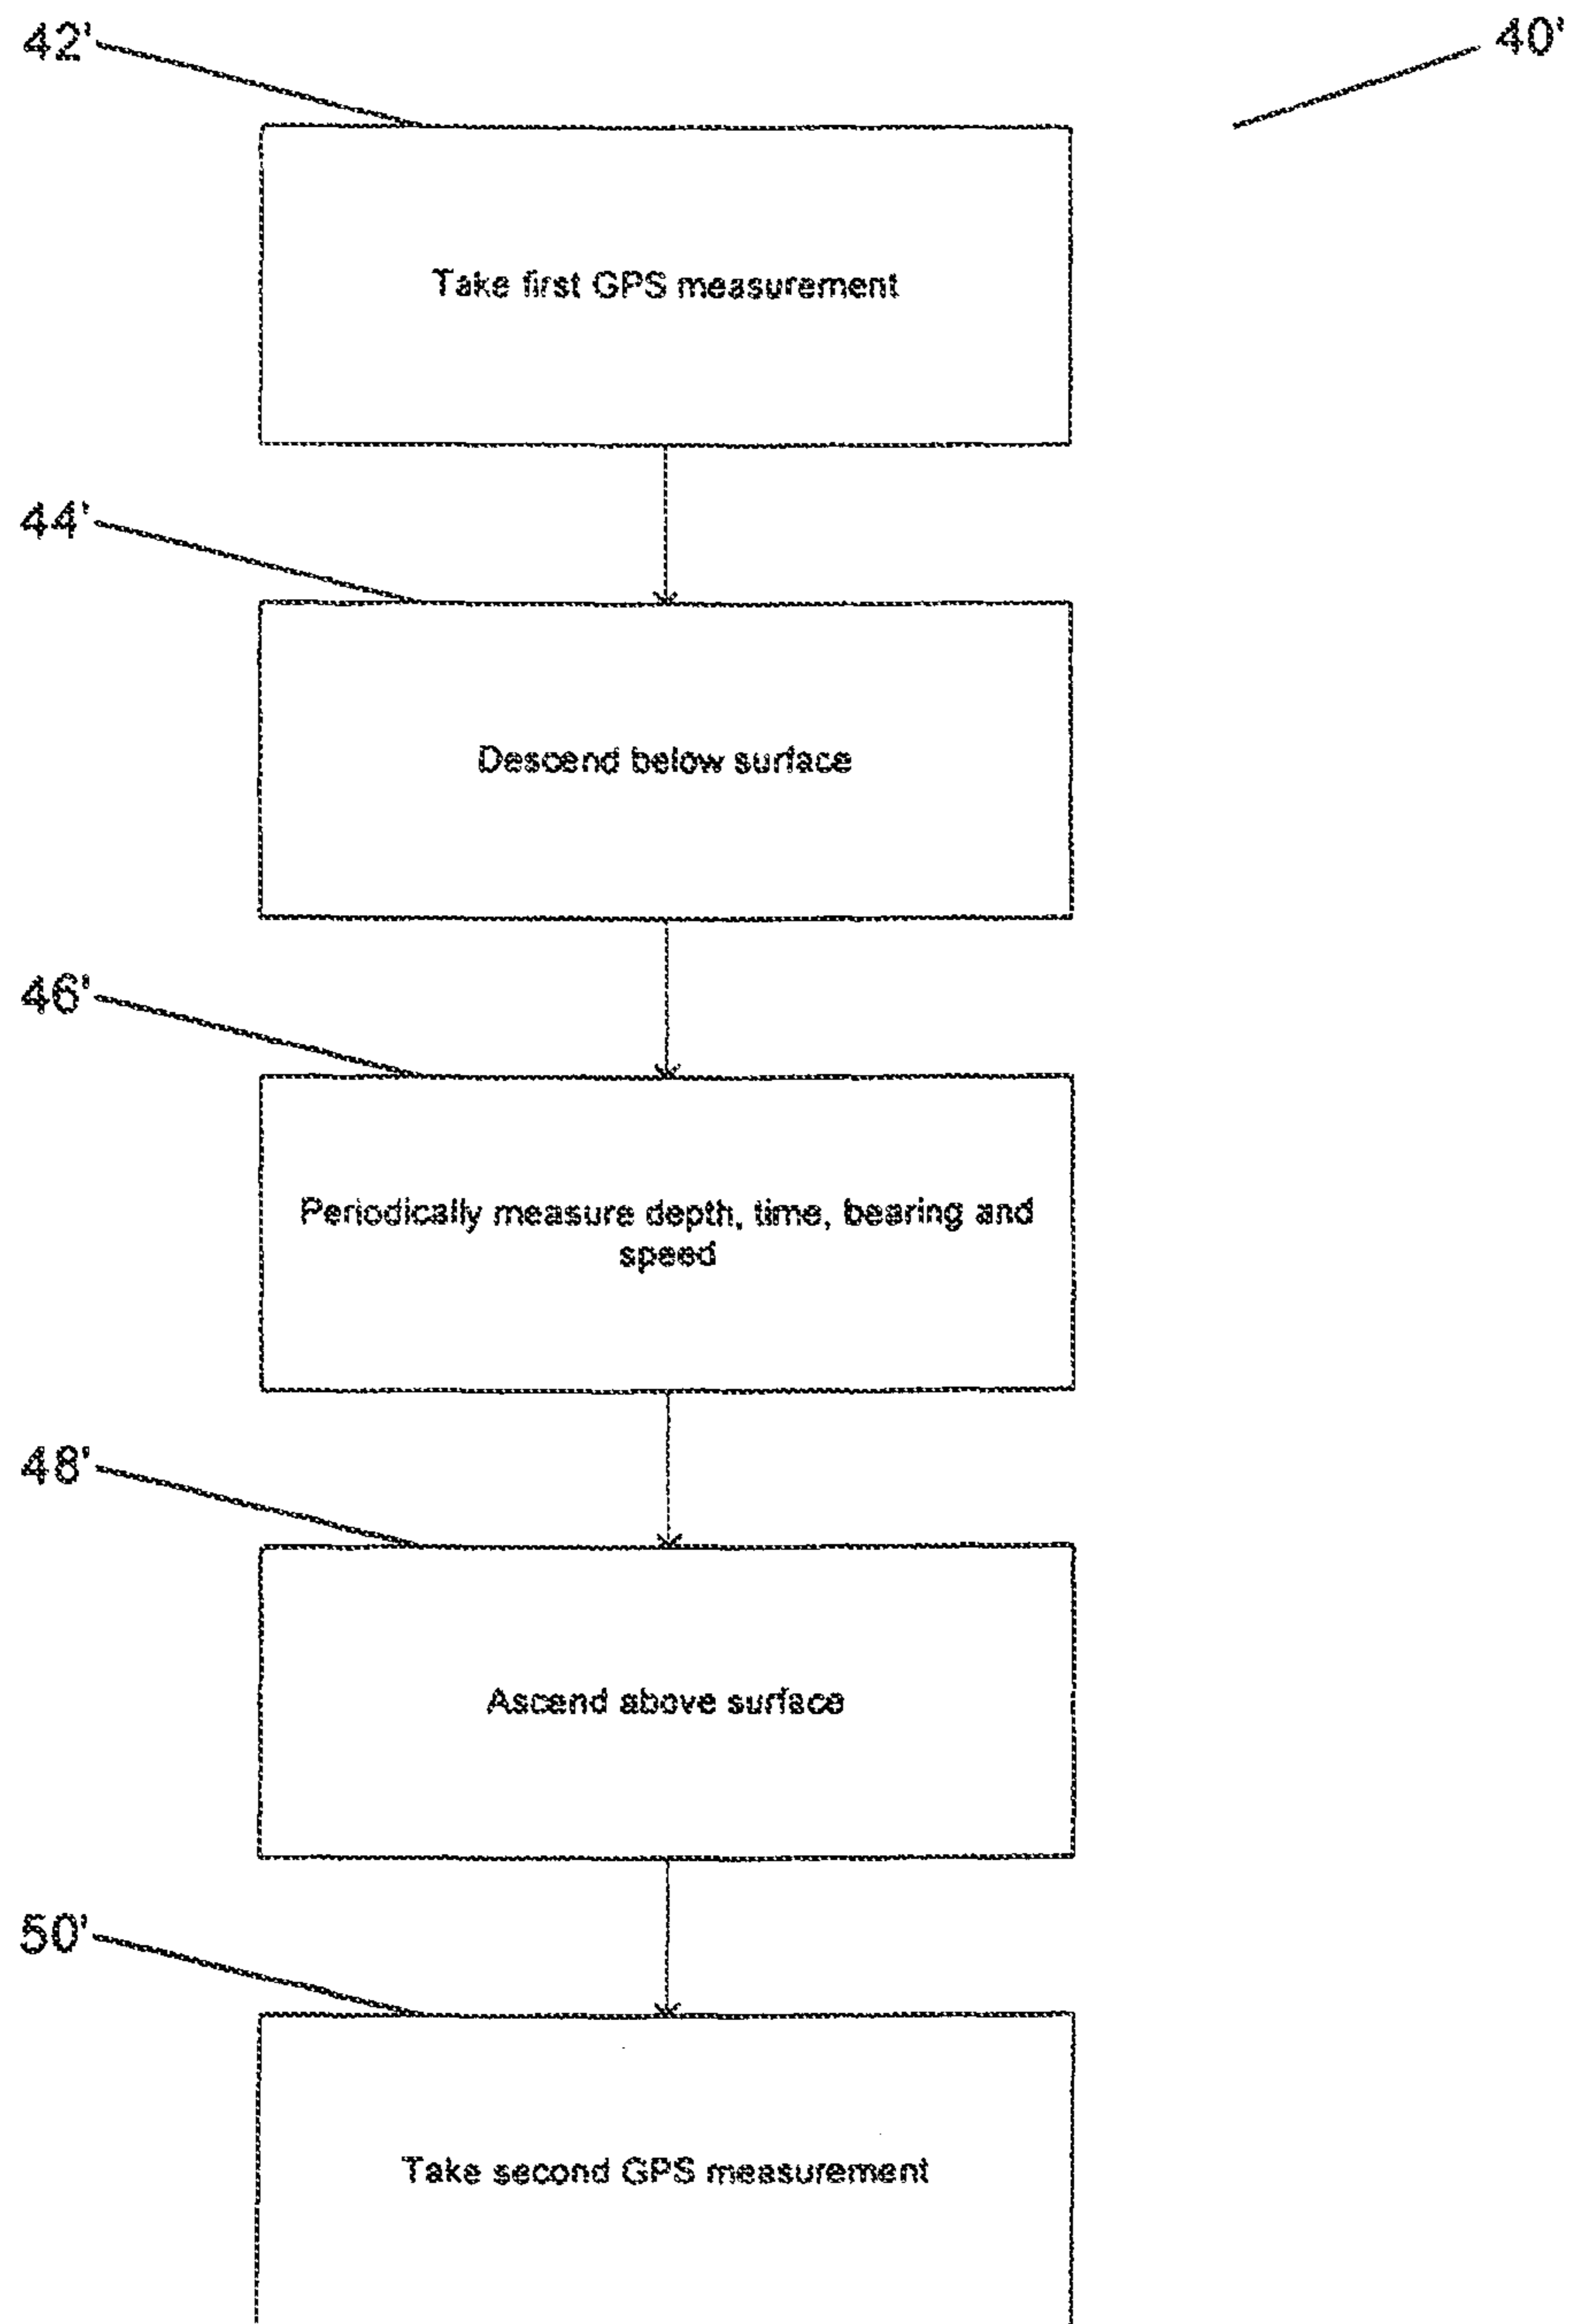 42'
40'
Take first GPS measurement
44'
Descend below surface
46'
Periodically measure depth, time, bearing and
speed
48'
Ascend above surface
50'
Take second GPS measurement